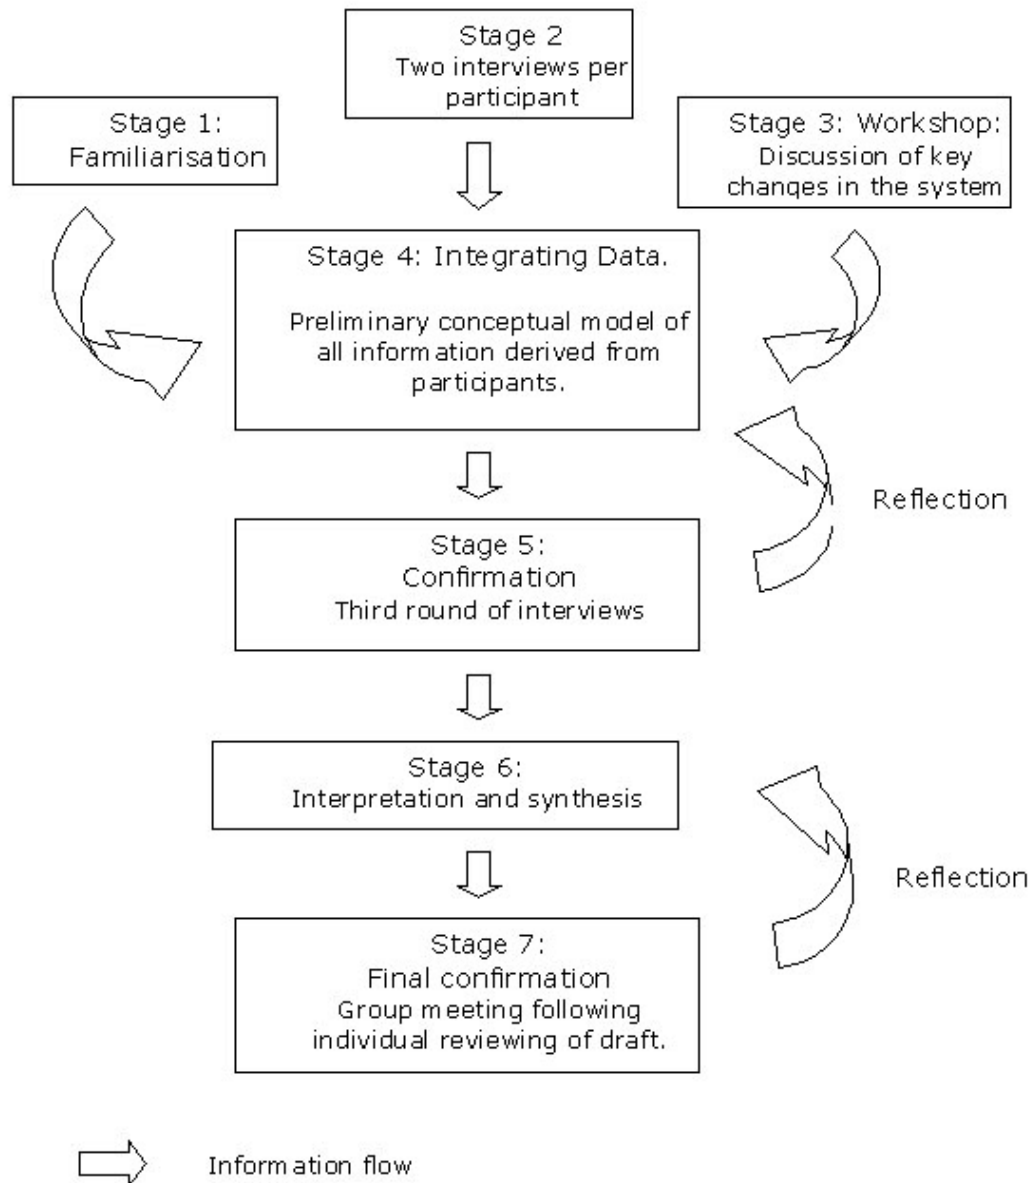 Stage 1:
Familiarisation
Stage 2
Two interviews per
participant
Stage 3: Workshop:
Discussion of key
changes in the system
Stage 4: Integrating Data.
Preliminary conceptual model of
all information derived from
participants.
Reflection
Stage 5:
Confirmation
Third round of interviews
Stage 6:
Interpretation and synthesis
Reflection
Stage 7:
Final confirmation
Group meeting following
individual reviewing of draft.
Information flow